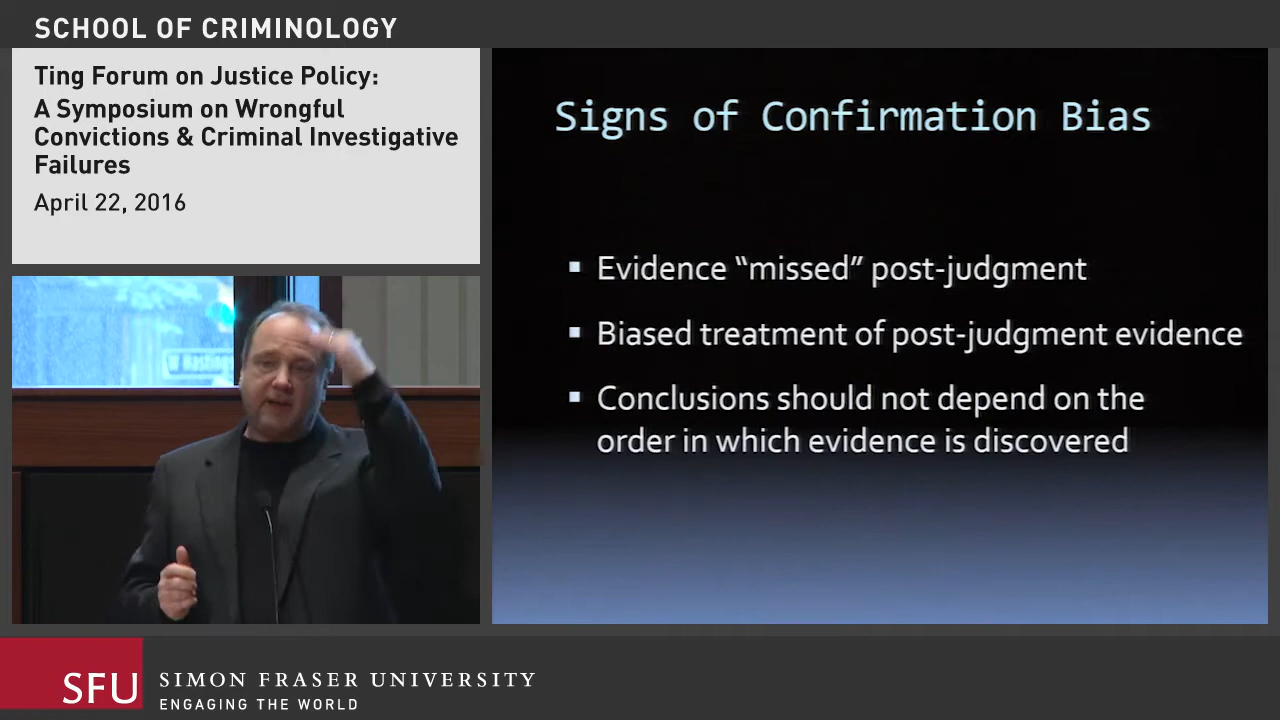 SCHOOL OF CRIMINOLOGY
Ting Forum on Justice Policy:
A Symposium on Wrongful
Convictions & Criminal Investigative
Failures
April 22, 2016
W Hastings
Signs of Confirmation Bias
▪ Evidence “missed” post-judgment
▪ Biased treatment of post-judgment evidence
▪ Conclusions should not depend on the
order in which evidence is discovered
SFU
SIMON FRASER UNIVERSITY
ENGAGING THE WORLD